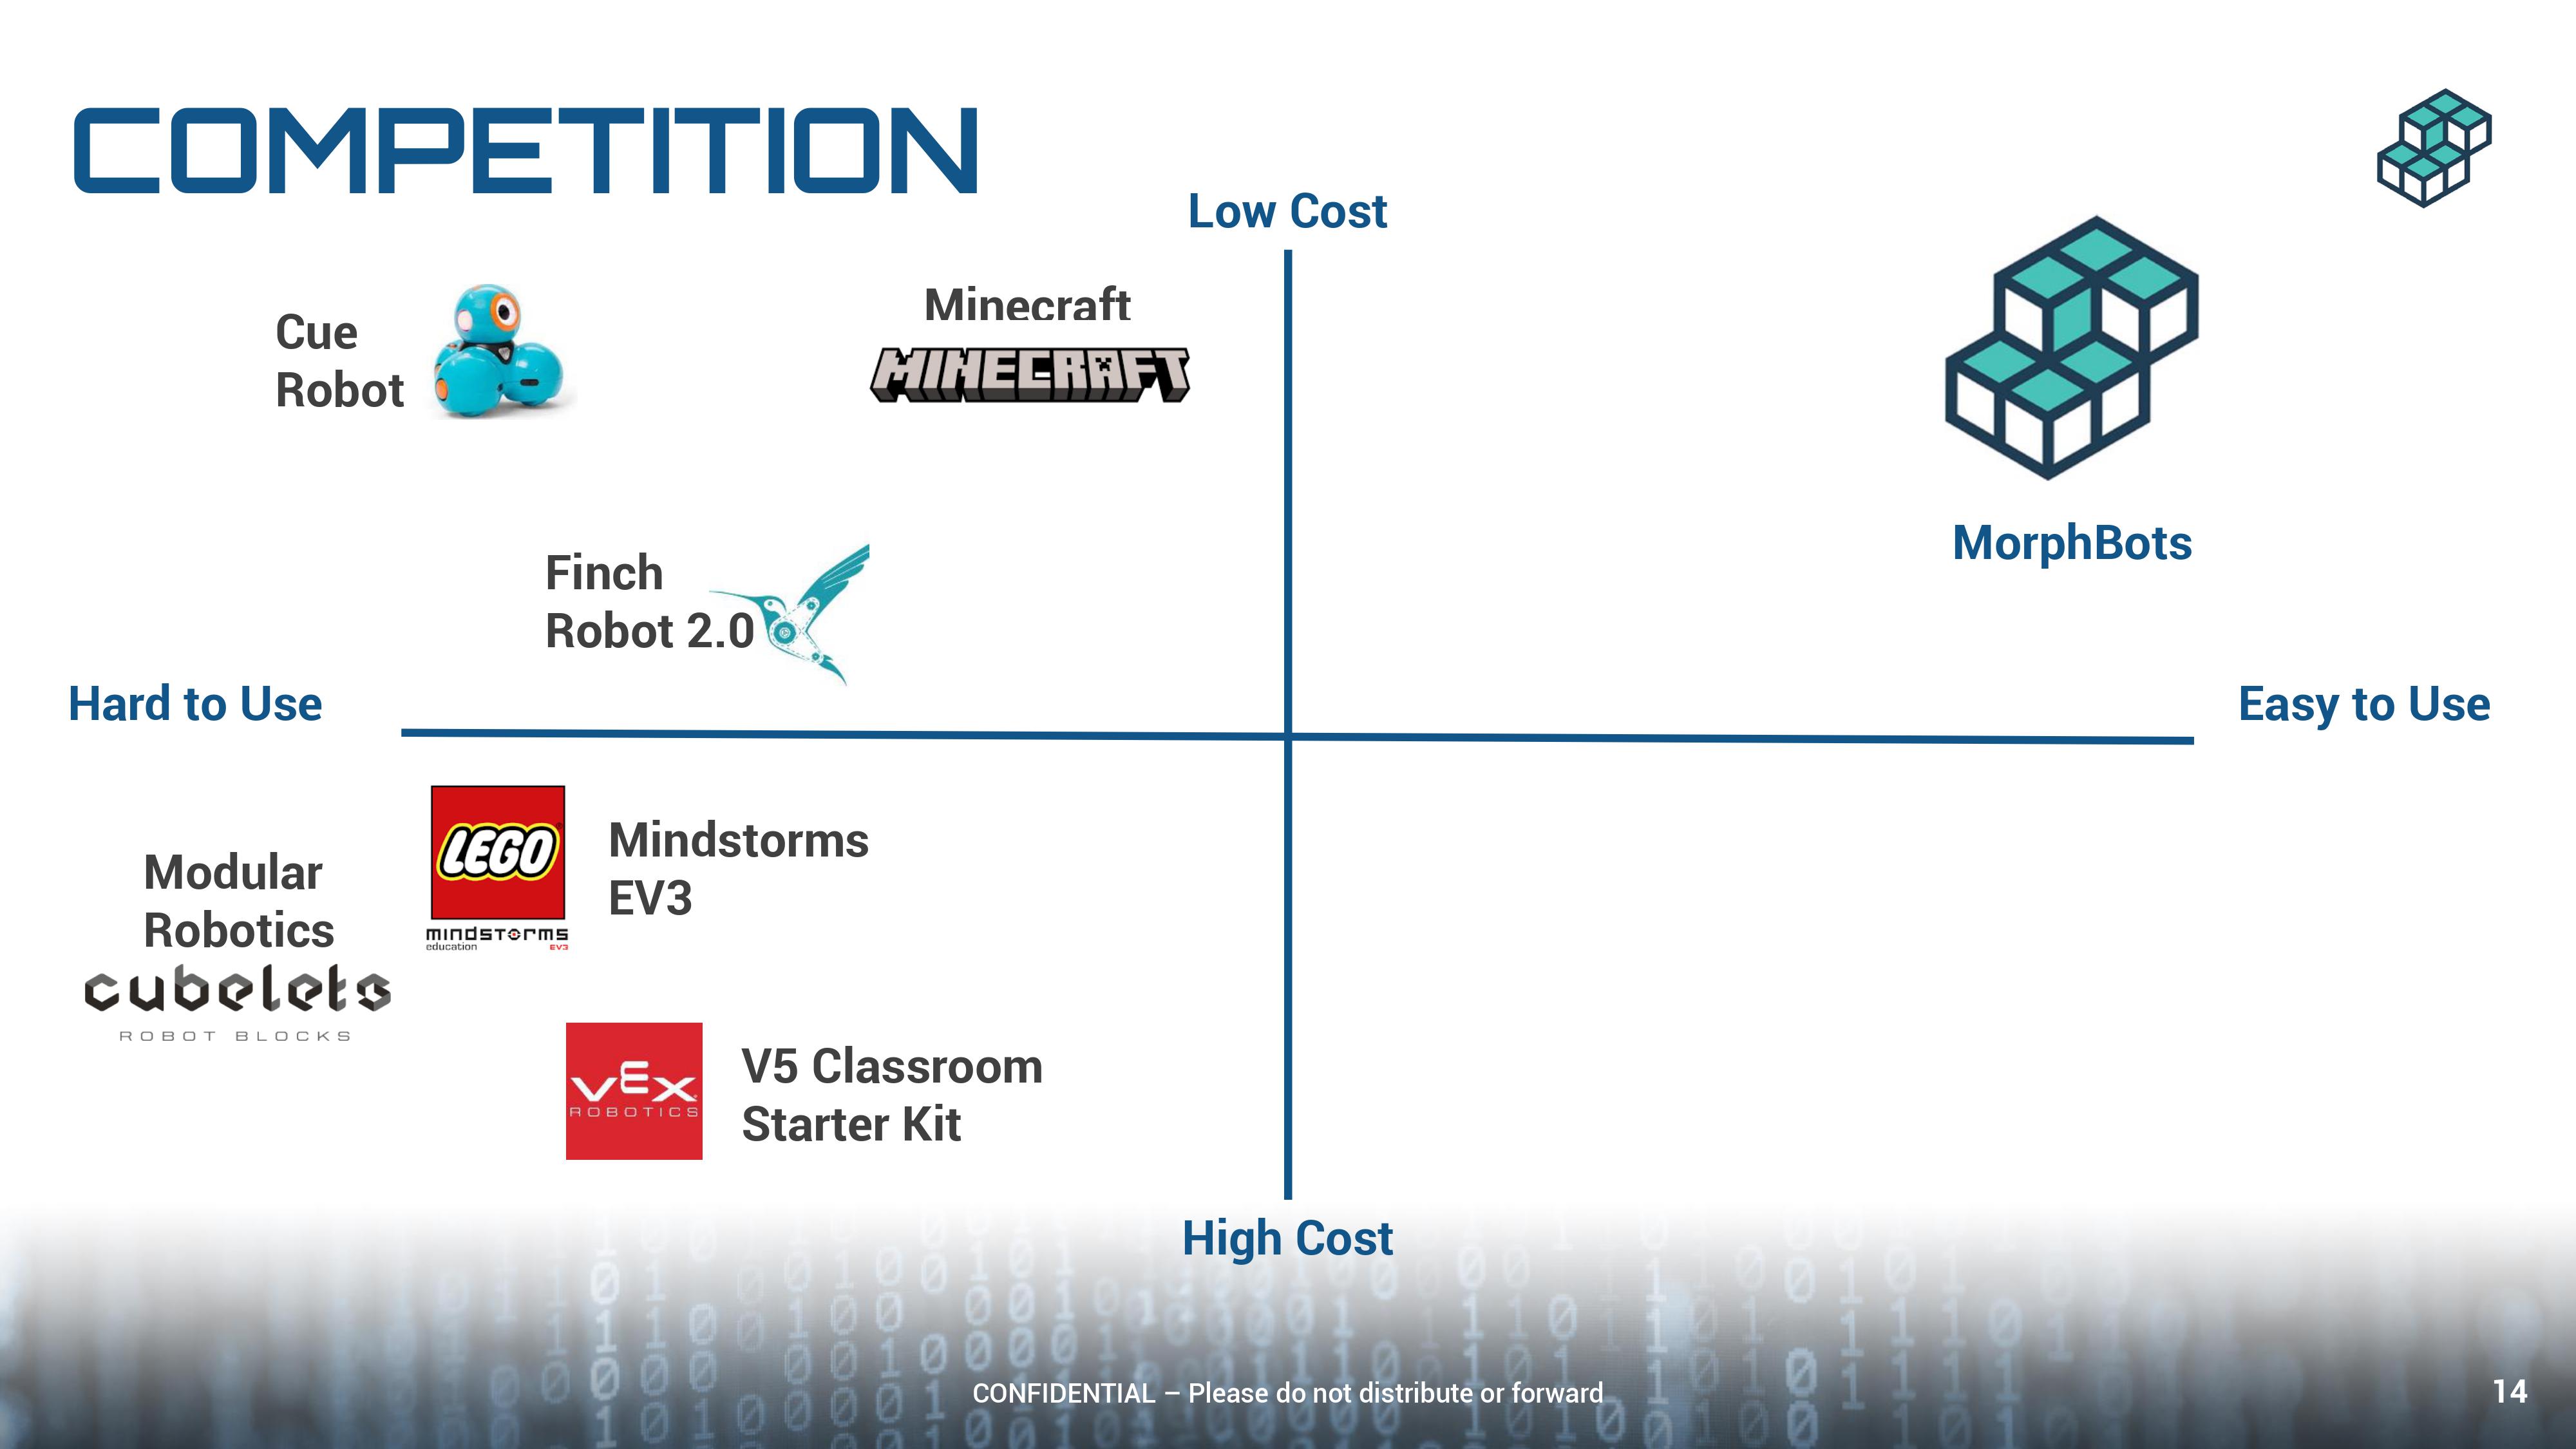 COMPETITION
Low Cost
Cue
Robot
Minecraft
MINECRAFT
MorphBots
Finch
Robot 2.0
Hard to Use
Easy to Use
LEGO
mindstorms
education EV3
Mindstorms
EV3
Modular
Robotics
cubelets
ROBOT BLOCKS
VEX
ROBOTICS
V5 Classroom
Starter Kit
High Cost
CONFIDENTIAL – Please do not distribute or forward
14